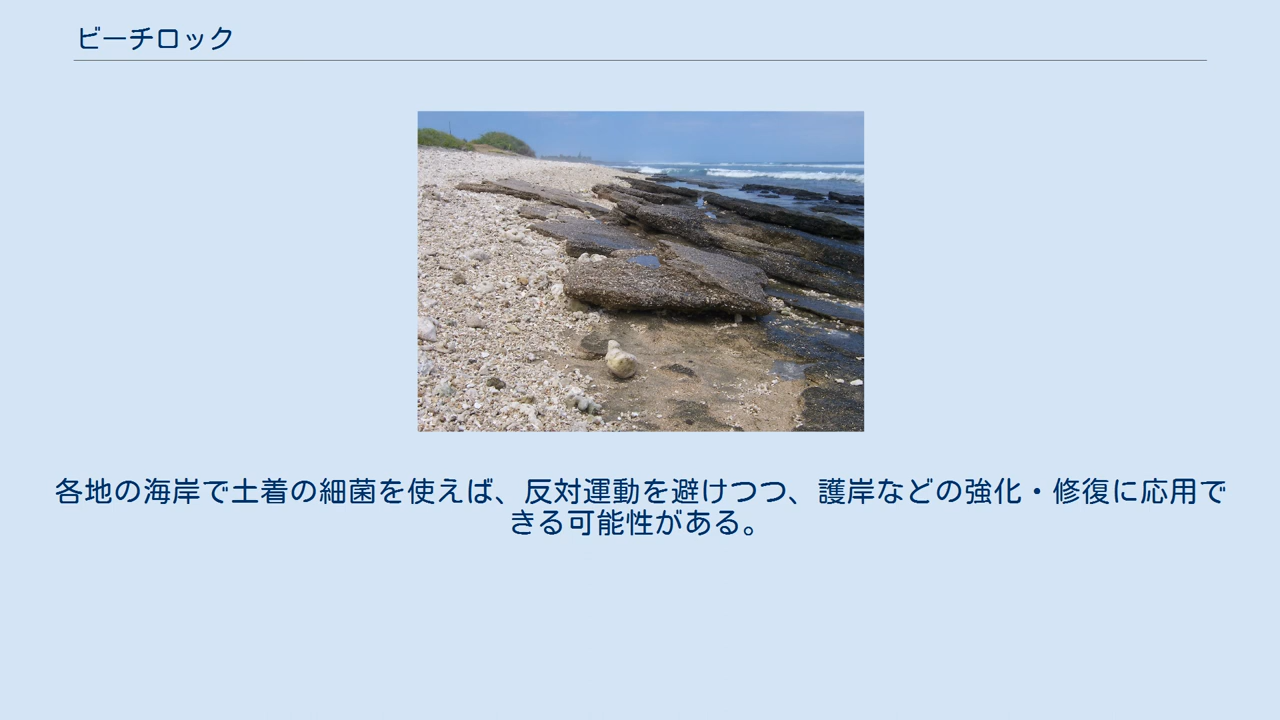 ビーチロック
各地の海岸で土着の細菌を使えば、反対運動を避けつつ、護岸などの強化・修復に応用で
きる可能性がある。